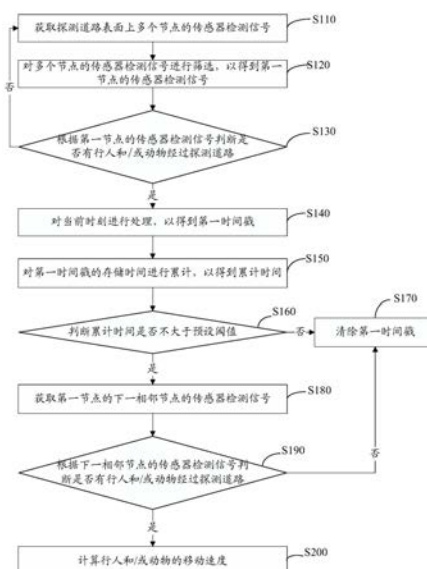 获取探测道路表面上多个节点的传感器检测信号
S110
对多个节点的传感器检测信号进行筛选，以得到第一
节点的传感器检测信号
S120
否
根据第一节点的传感器检测信号判断是
否有行人和/或动物经过探测道路
S130
是
对当前时刻进行处理，以得到第一时间戳
S140
对第一时间戳的存储时间进行累计，以得到累计时间
S150
判断累计时间是否不大于预设阈值
S160
否
清除第一时间戳
S170
是
获取第一节点的下一相邻节点的传感器检测信号
S180
根据下一相邻节点的传感器检测信号判
断是否有行人和/或动物经过探测道路
S190
否
是
计算行人和/或动物的移动速度
S200